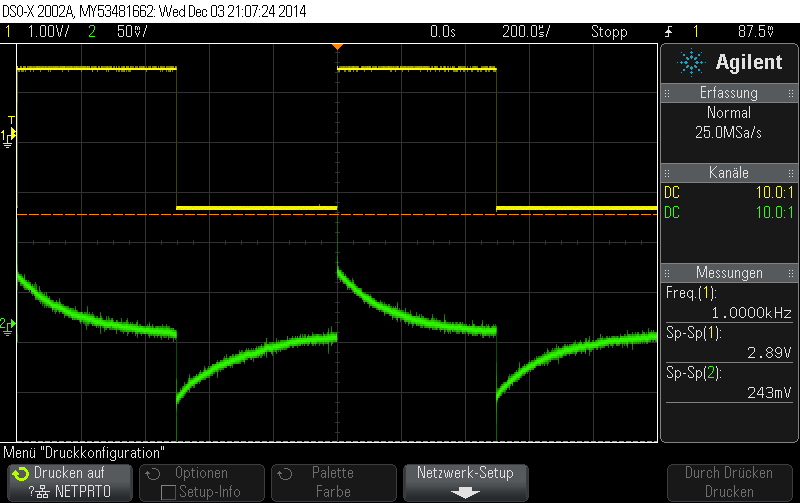 DSO-X 2002A, MY53481662: Wed Dec 03 21:07:24 2014
1 1.00V/ 2 50mV/ 0.0s 200.0µs/ Stopp 1 87.5mV
Agilent
Erfassung
Normal
25.0MSa/s
Kanäle
DC 10.0:1
DC 10.0:1
Messungen
Freq.(1):
1.0000kHz
Sp-Sp(1):
2.89V
Sp-Sp(2):
243mV
T
1
2
Menü "Druckkonfiguration"
Drucken auf
? NETPRT0
Optionen
Setup-Info
Palette
Farbe
Netzwerk-Setup
Durch Drücken
Drucken